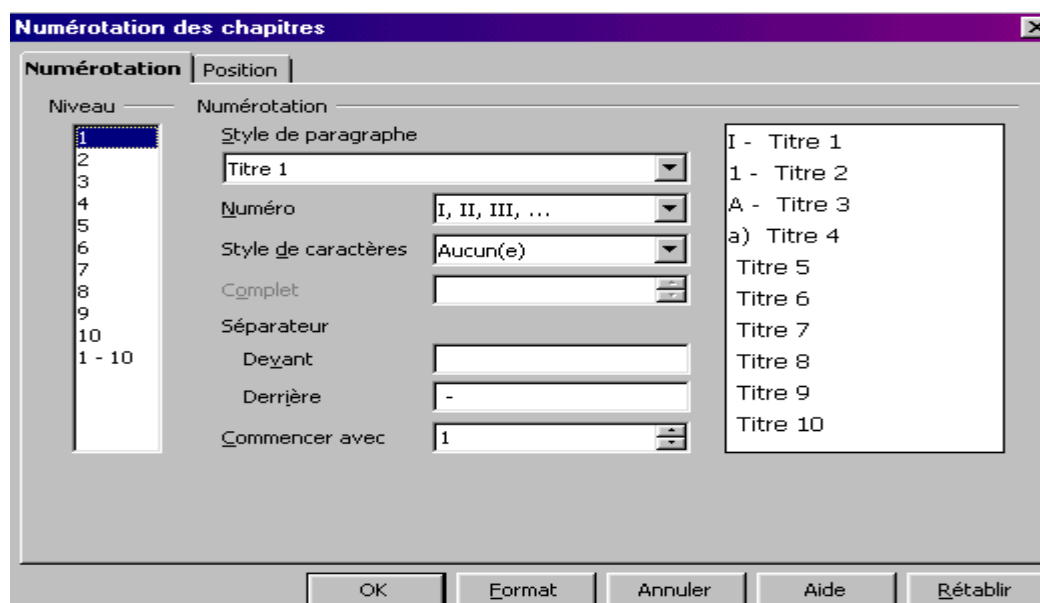 Numérotation des chapitres
Numérotation Position
Niveau
1
2
3
4
5
6
7
8
9
10
1 - 10
Numérotation
Style de paragraphe
Titre 1
Numéro I, II, III, ...
Style de caractères Aucun(e)
Complet
Séparateur
Devant
Derrière -
Commencer avec 1
I - Titre 1
1 - Titre 2
A - Titre 3
a) Titre 4
Titre 5
Titre 6
Titre 7
Titre 8
Titre 9
Titre 10
OK Format Annuler Aide Rétablir